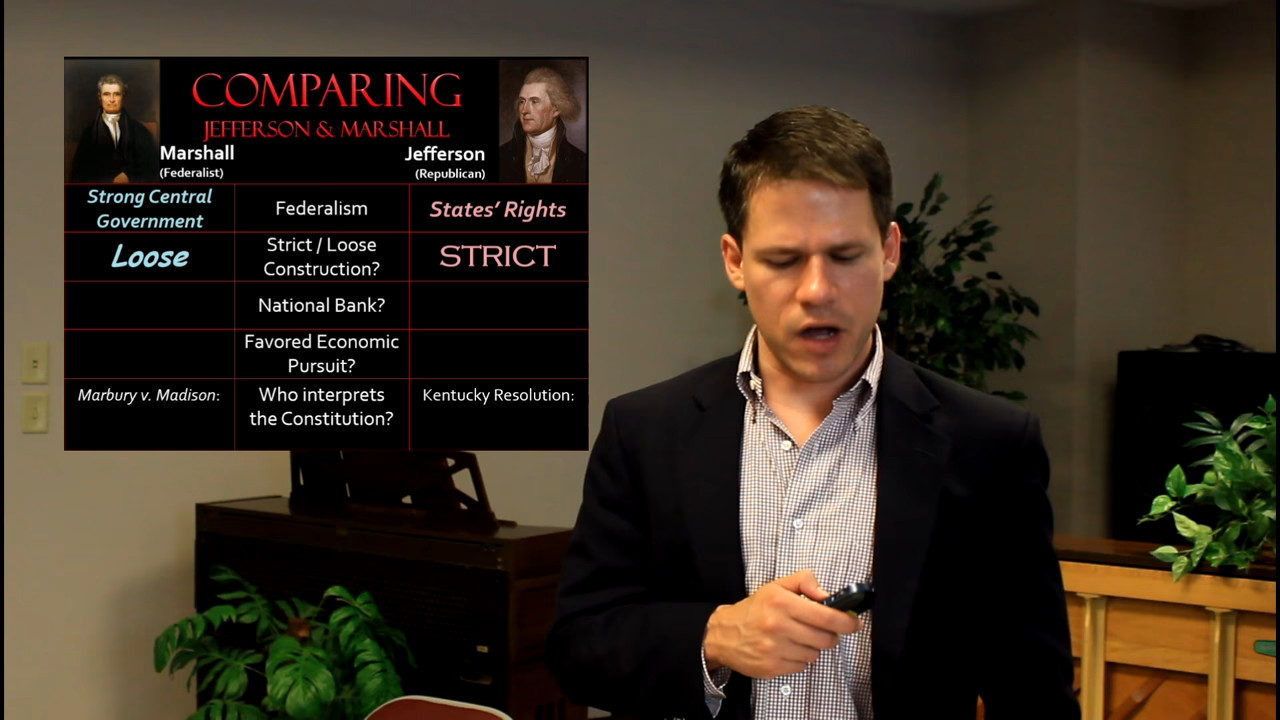 COMPARING
JEFFERSON & MARSHALL
Marshall
(Federalist)
Jefferson
(Republican)
Strong Central
Government
Federalism
States' Rights
Loose
Strict / Loose
Construction?
STRICT
National Bank?
Favored Economic
Pursuit?
Marbury v. Madison:
Who interprets
the Constitution?
Kentucky Resolution: